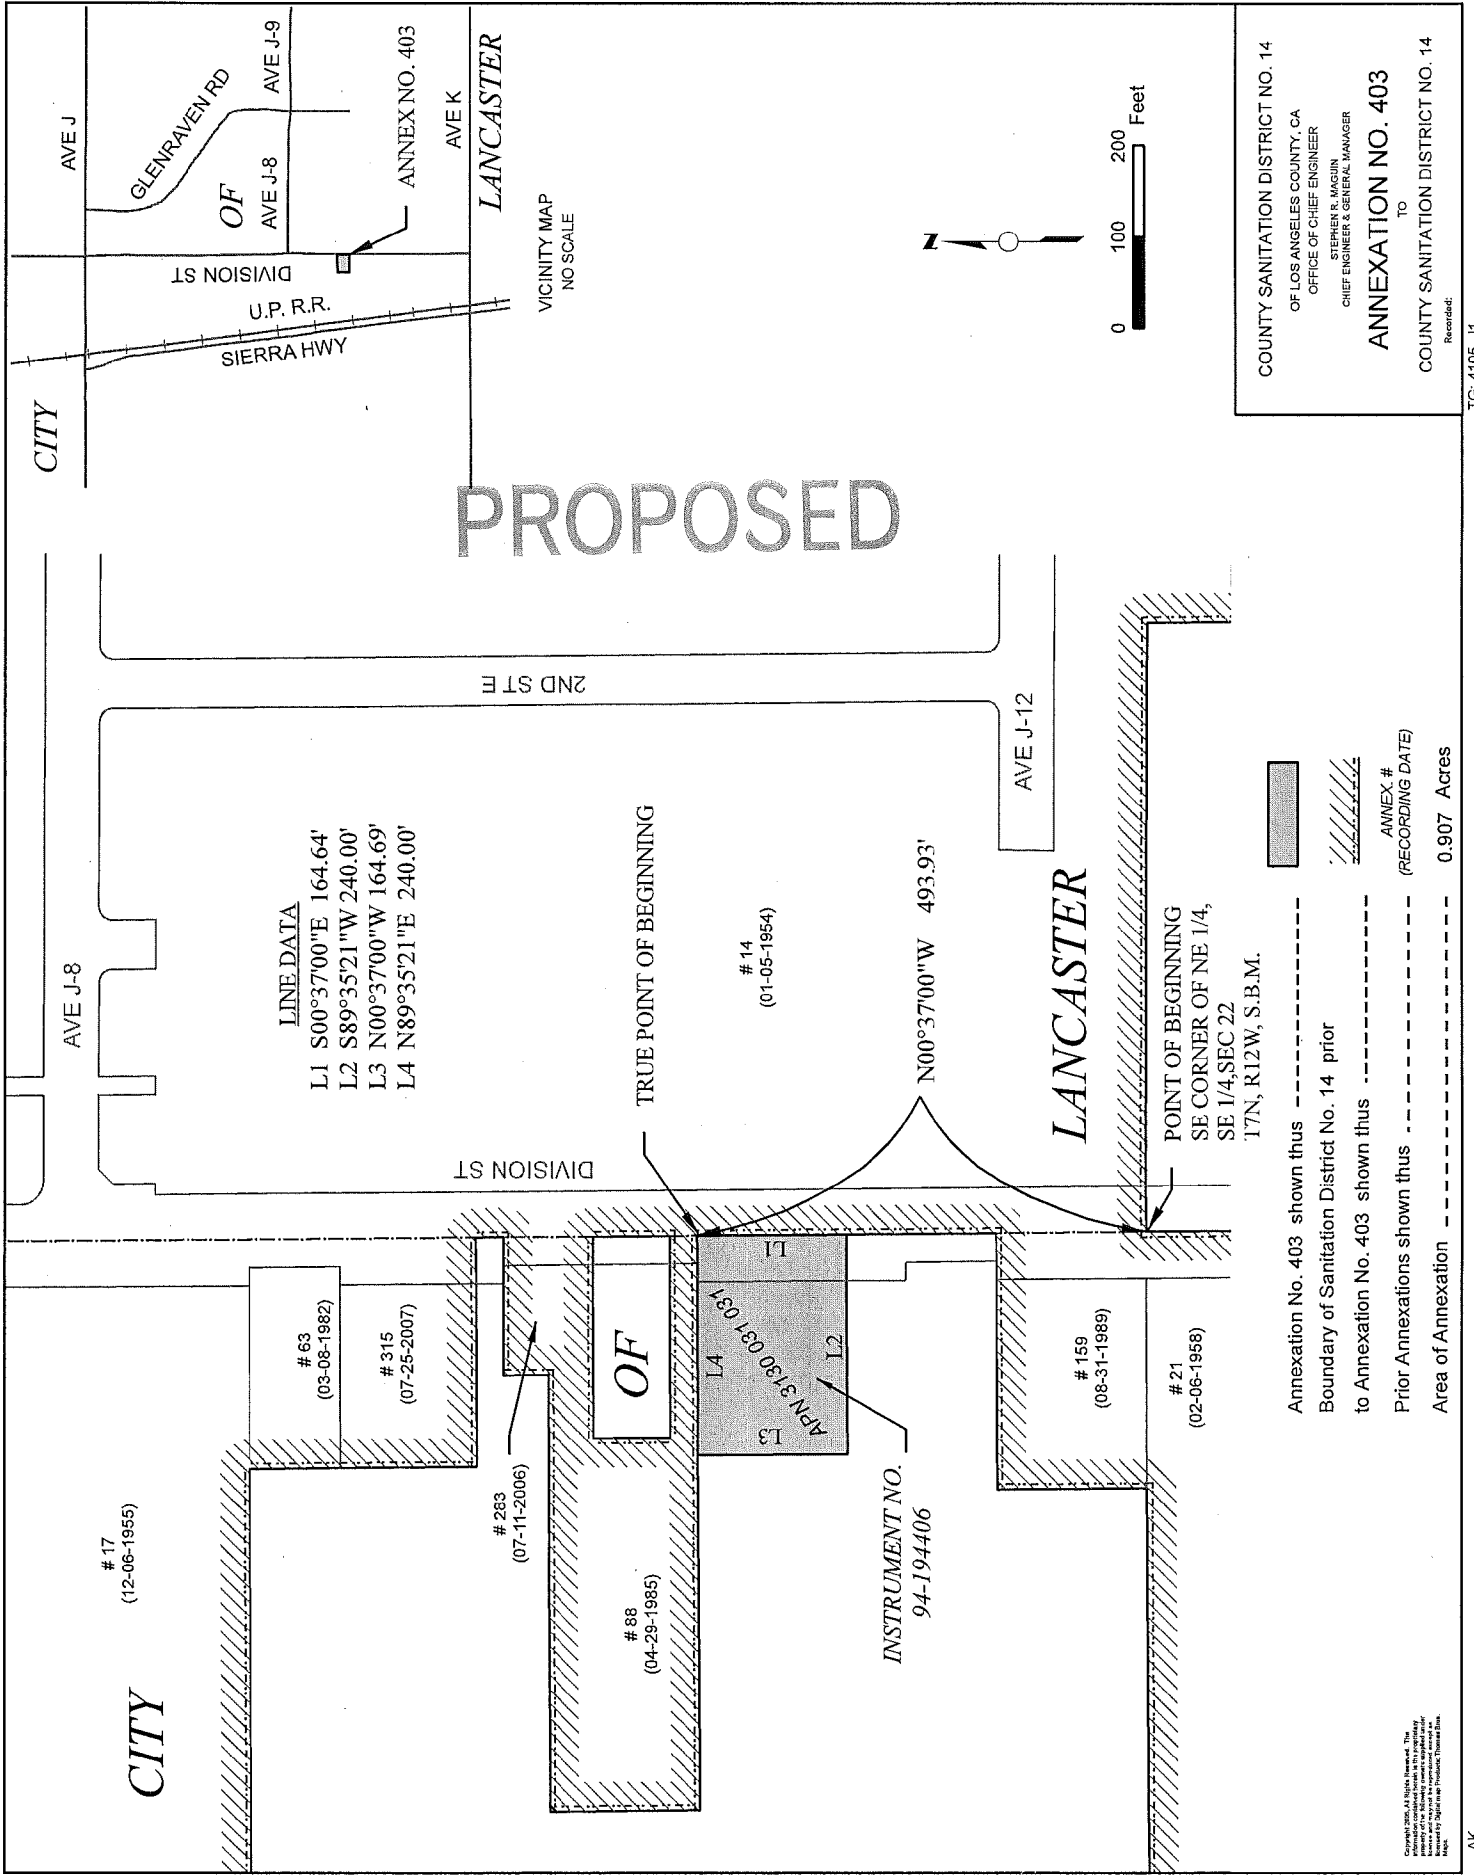 CITY
OF
LANCASTER
AVE J
GLENRAVEN RD
AVE J-8
AVE J-9
DIVISION ST
U.P. R.R.
SIERRA HWY
ANNEX NO. 403
AVE K
VICINITY MAP
NO SCALE
AVE J-8
2ND ST E
AVE J-12
DIVISION ST
PROPOSED
N
0 100 200 Feet
LINE DATA
L1 S00°37'00"E 164.64'
L2 S89°35'21"W 240.00'
L3 N00°37'00"W 164.69'
L4 N89°35'21"E 240.00'
TRUE POINT OF BEGINNING
# 14
(01-05-1954)
N00°37'00"W 493.93'
CITY
OF
LANCASTER
# 17
(12-06-1955)
# 63
(03-08-1982)
# 315
(07-25-2007)
# 283
(07-11-2006)
# 88
(04-29-1985)
L1
L4
APN 3130 031 031
L3
L2
INSTRUMENT NO.
94-194406
# 159
(08-31-1989)
# 21
(02-06-1958)
POINT OF BEGINNING
SE CORNER OF NE 1/4,
SE 1/4,SEC 22
T7N, R12W, S.B.M.
Annexation No. 403 shown thus
Boundary of Sanitation District No. 14 prior
to Annexation No. 403 shown thus
Prior Annexations shown thus
ANNEX. #
(RECORDING DATE)
Area of Annexation 0.907 Acres
COUNTY SANITATION DISTRICT NO. 14
OF LOS ANGELES COUNTY, CA
OFFICE OF CHIEF ENGINEER
STEPHEN R. MAGUIN
CHIEF ENGINEER & GENERAL MANAGER
ANNEXATION NO. 403
TO
COUNTY SANITATION DISTRICT NO. 14
Recorded: